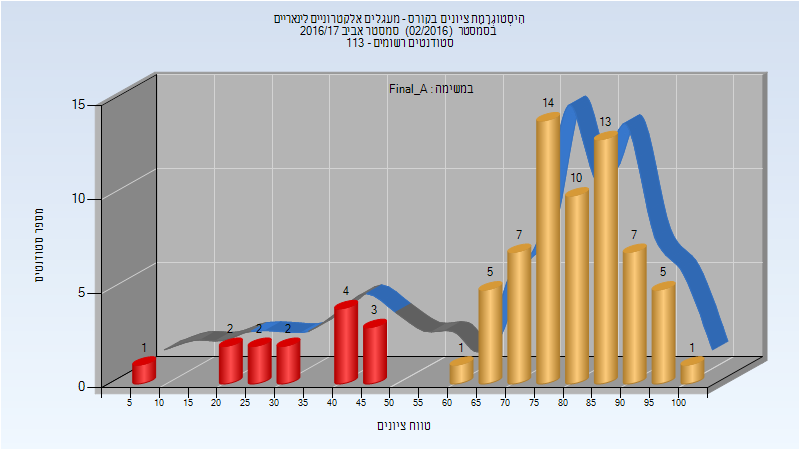 היסטוגרמת ציונים בקורס - מעגלים אלקטרוניים לינאריים
בסמסטר (02/2016) סמסטר אביב 2016/17
סטודנטים רשומים - 113
במשימה : Final_A
מספר סטודנטים
15
10
5
0
1
2
2
2
4
3
1
5
7
14
10
13
7
5
1
5 10 15 20 25 30 35 40 45 50 55 60 65 70 75 80 85 90 95 100
טווח ציונים